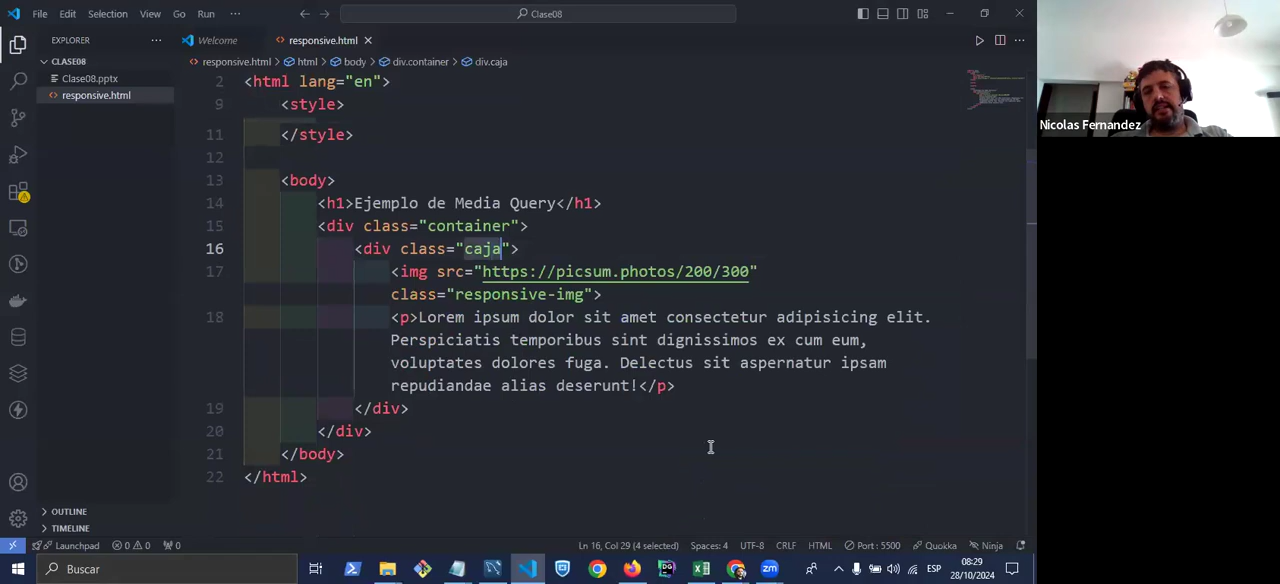 File Edit Selection View Go Run ···
Clase08
EXPLORER ···
Welcome
responsive.html
CLASE08
responsive.html > html > body > div.container > div.caja
Clase08.pptx
responsive.html
2 <html lang="en">
9 <style>
11 </style>
12
13 <body>
14 <h1>Ejemplo de Media Query</h1>
15 <div class="container">
16 <div class="caja">
17 <img src="https://picsum.photos/200/300"
class="responsive-img">
18 <p>Lorem ipsum dolor sit amet consectetur adipisicing elit.
Perspiciatis temporibus sint dignissimos ex cum eum,
voluptates dolores fuga. Delectus sit aspernatur ipsam
repudiandae alias deserunt!</p>
19 </div>
20 </div>
21 </body>
22 </html>
OUTLINE
TIMELINE
Launchpad 0 0 0 Ln 16, Col 29 (4 selected) Spaces: 4 UTF-8 CRLF HTML Port : 5500 Quokka Ninja
Buscar
zm
ESP
08:29
28/10/2024
Nicolas Fernandez